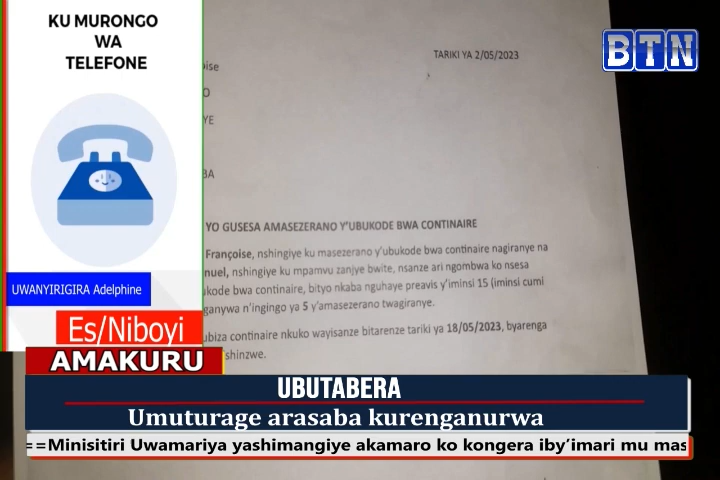 KU MURONGO
WA
TELEFONE
BTN
TARIKI YA 2/05/2023
YE
BA
YO GUSESA AMASEZERANO Y'UBUKODE BWA CONTINAIRE
Françoise, nshingiye ku masezerano y'ubukode bwa continaire nagiranye na
nuel, nshingiye ku mpamvu zanjye bwite, nsanze ari ngombwa ko nsesa
ukode bwa continaire, bityo nkaba nguhaye preavis y'iminsi 15 (iminsi cumi
ganywa n'ingingo ya 5 y'amasezerano twagiranye.
ubiza continaire nkuko wayisanze bitarenze tariki ya 18/05/2023, byarenga
shinzwe.
UWANYIRIGIRA Adelphine
Es/Niboyi
AMAKURU
UBUTABERA
Umuturage arasaba kurenganurwa
==Minisitiri Uwamariya yashimangiye akamaro ko kongera iby'imari mu mas